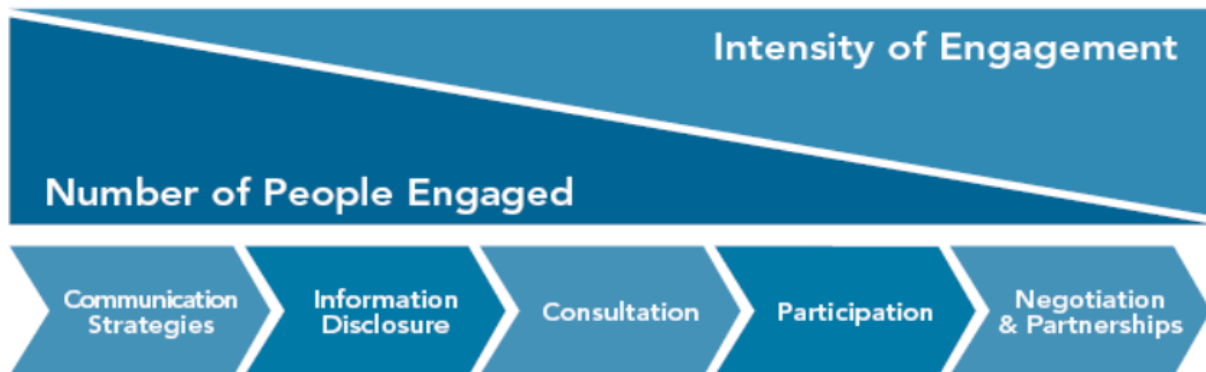 Intensity of Engagement
Number of People Engaged
Communication
Strategies
Information
Disclosure
Consultation
Participation
Negotiation
& Partnerships